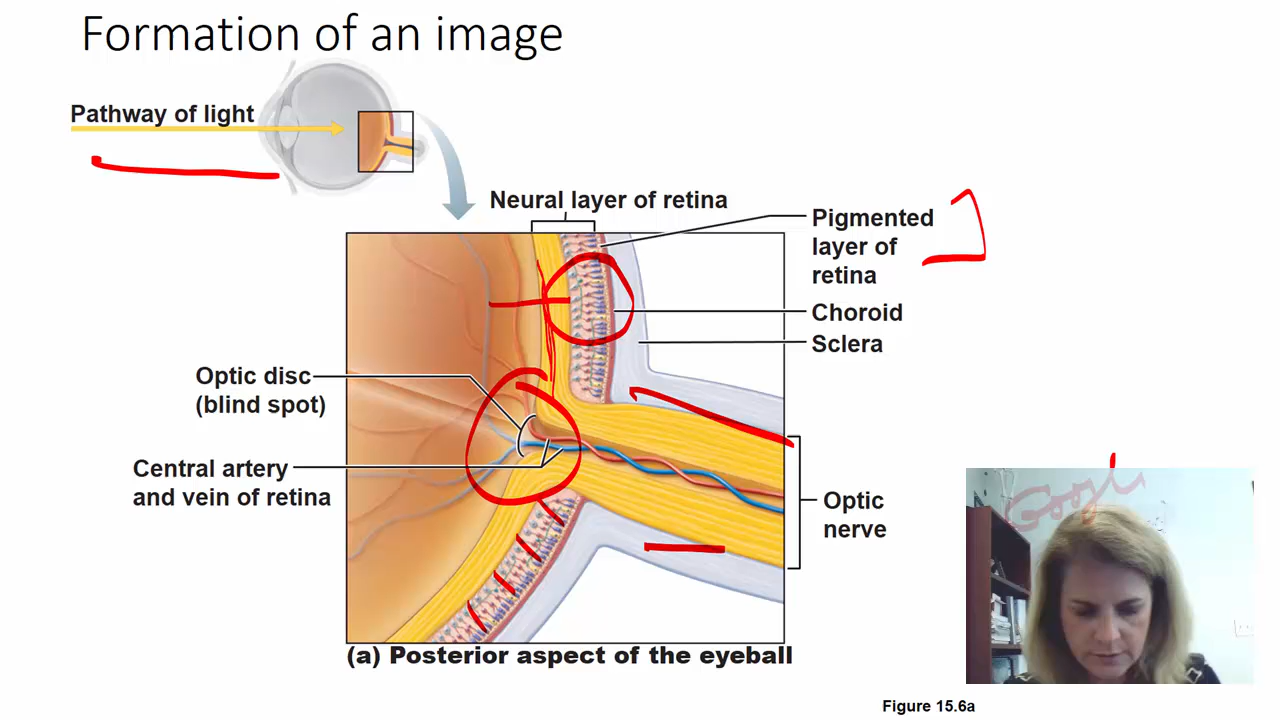 Formation of an image
Pathway of light
Neural layer of retina
Pigmented
layer of
retina
Choroid
Sclera
Optic disc
(blind spot)
Central artery
and vein of retina
Optic
nerve
(a) Posterior aspect of the eyeball
Figure 15.6a